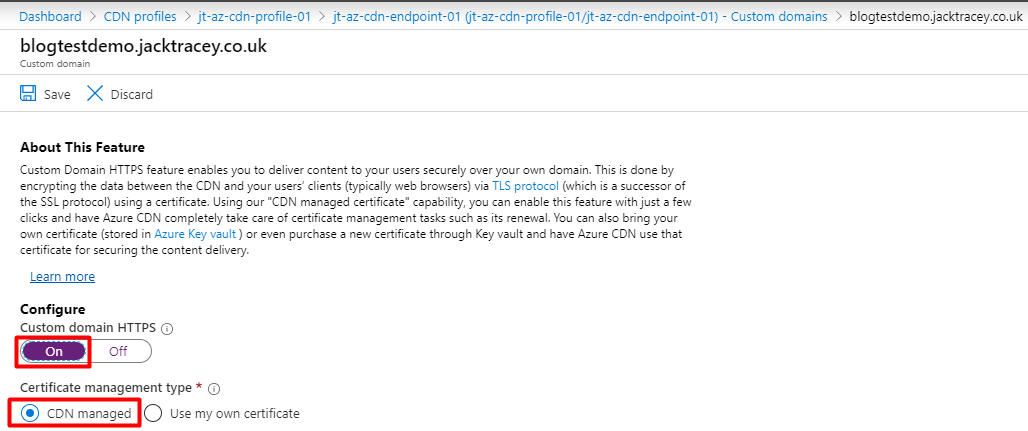 Dashboard > CDN profiles > jt-az-cdn-profile-01 > jt-az-cdn-endpoint-01 (jt-az-cdn-profile-01/jt-az-cdn-endpoint-01) - Custom domains > blogtestdemo.jacktracey.co.uk
blogtestdemo.jacktracey.co.uk
Custom domain
Save Discard
About This Feature
Custom Domain HTTPS feature enables you to deliver content to your users securely over your own domain. This is done by
encrypting the data between the CDN and your users' clients (typically web browsers) via TLS protocol (which is a successor of
the SSL protocol) using a certificate. Using our "CDN managed certificate" capability, you can enable this feature with just a few
clicks and have Azure CDN completely take care of certificate management tasks such as its renewal. You can also bring your
own certificate (stored in Azure Key vault ) or even purchase a new certificate through Key vault and have Azure CDN use that
certificate for securing the content delivery.
Learn more
Configure
Custom domain HTTPS
On Off
Certificate management type *
CDN managed Use my own certificate